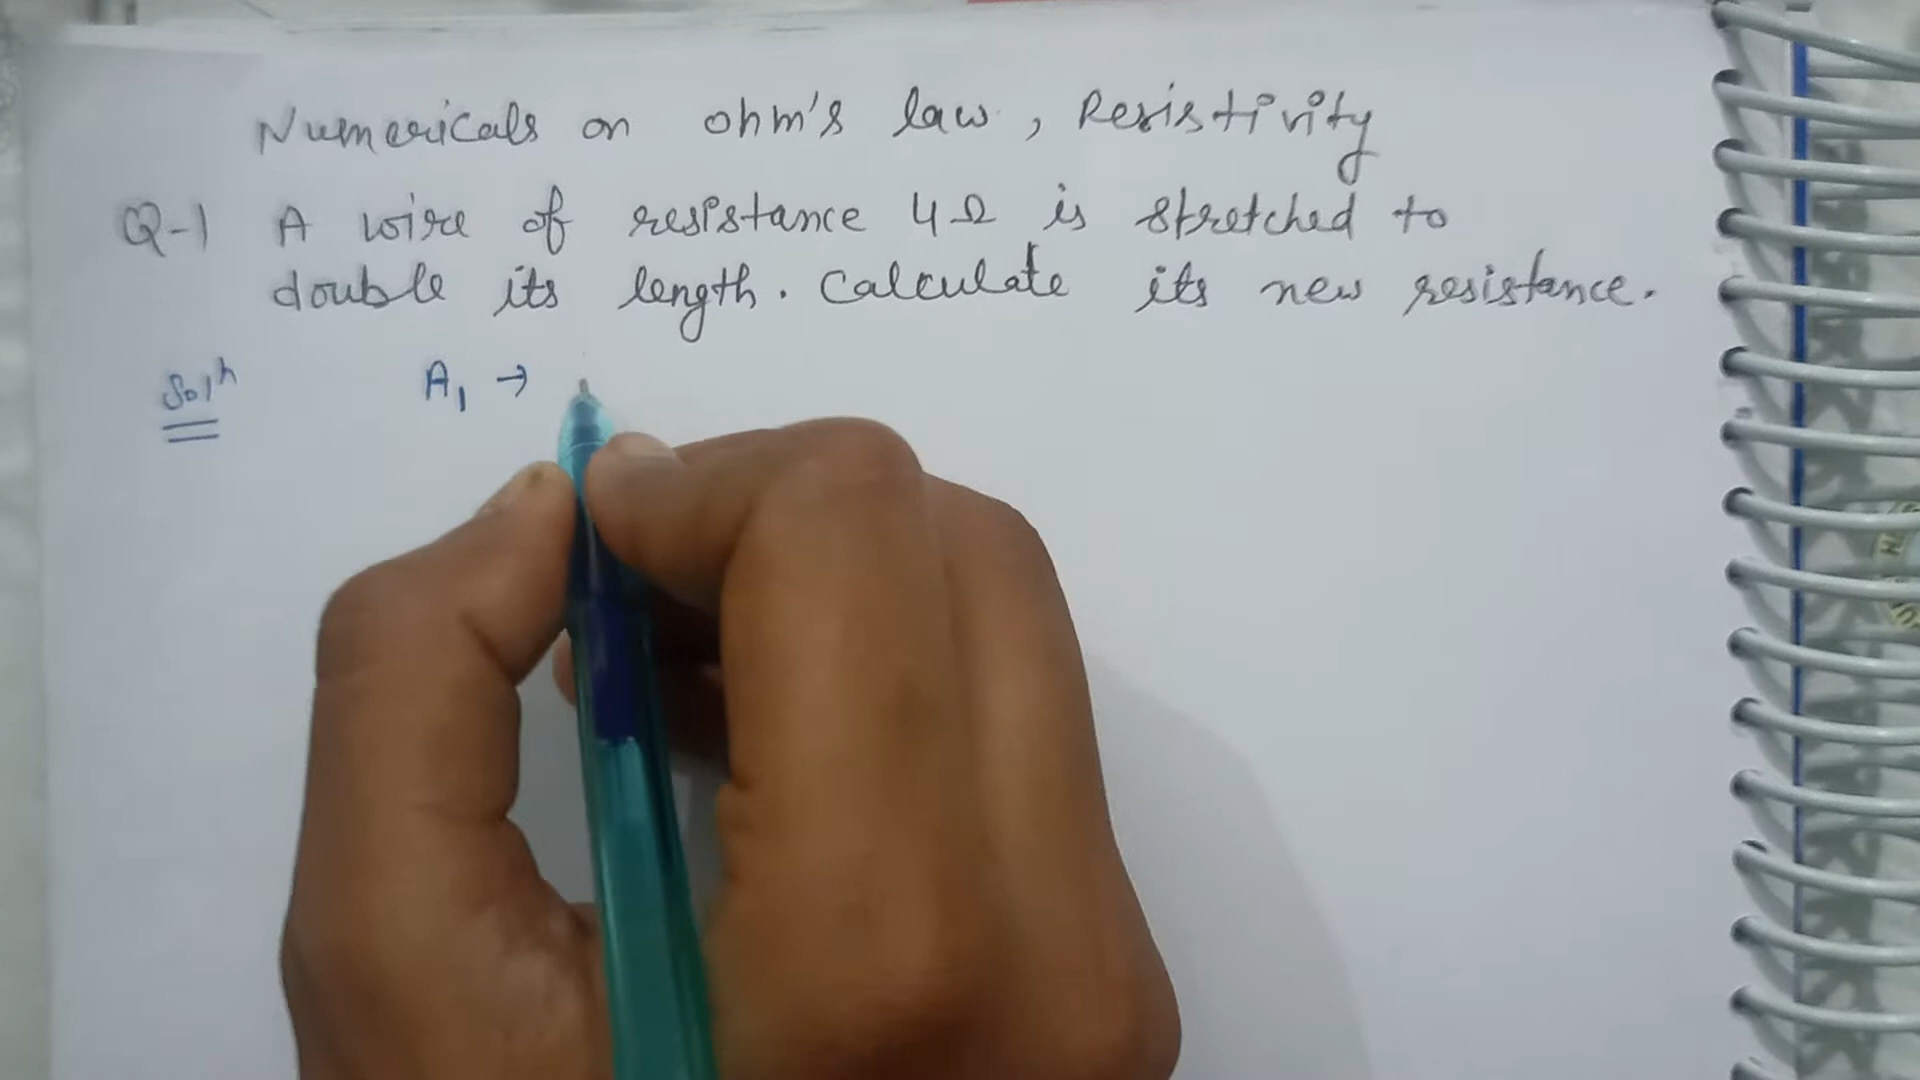 Numericals on ohm's law, Resistivity
Q-1 A wire of resistance 4Ω is stretched to
double its length. Calculate its new resistance.
Solⁿ A₁ →